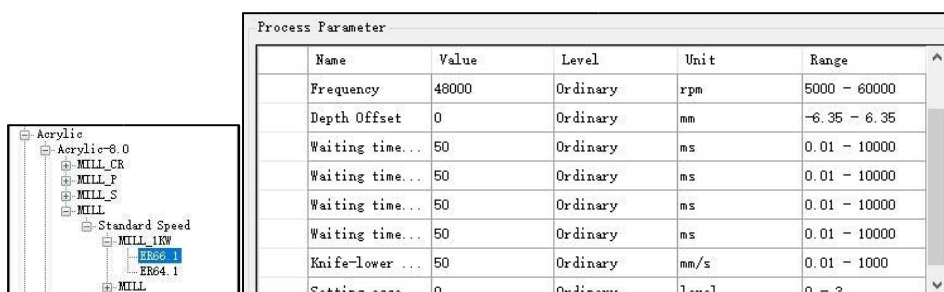 Process Parameter
Name Value Level Unit Range
Frequency 48000 Ordinary rpm 5000 - 60000
Depth Offset 0 Ordinary mm -6.35 - 6.35
Waiting time... 50 Ordinary ms 0.01 - 10000
Waiting time... 50 Ordinary ms 0.01 - 10000
Waiting time... 50 Ordinary ms 0.01 - 10000
Waiting time... 50 Ordinary ms 0.01 - 10000
Knife-lower ... 50 Ordinary mm/s 0.01 - 1000
0 Ordinary level 0 - 3
Acrylic
Acrylic-8.0
MILL_CR
MILL_P
MILL_S
MILL
Standard Speed
MILL_1KW
ER66.1
ER64.1
MILL